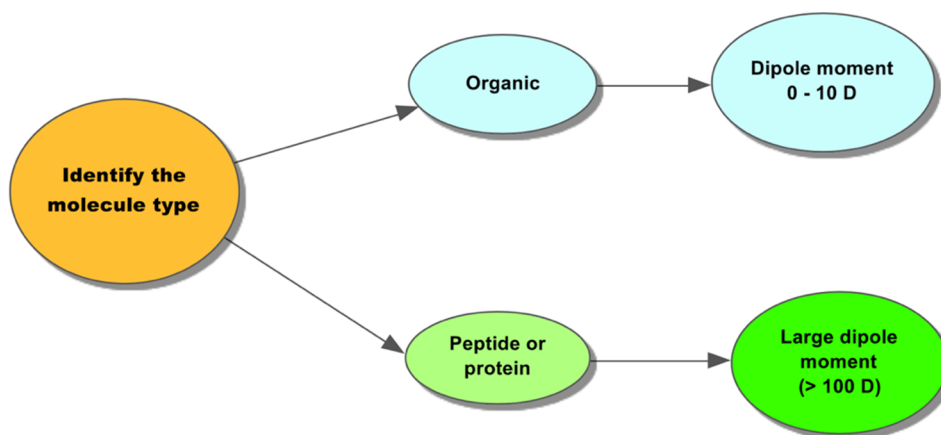 Organic
Dipole moment
0 - 10 D
Identify the
molecule type
Peptide or
protein
Large dipole
moment
(> 100 D)